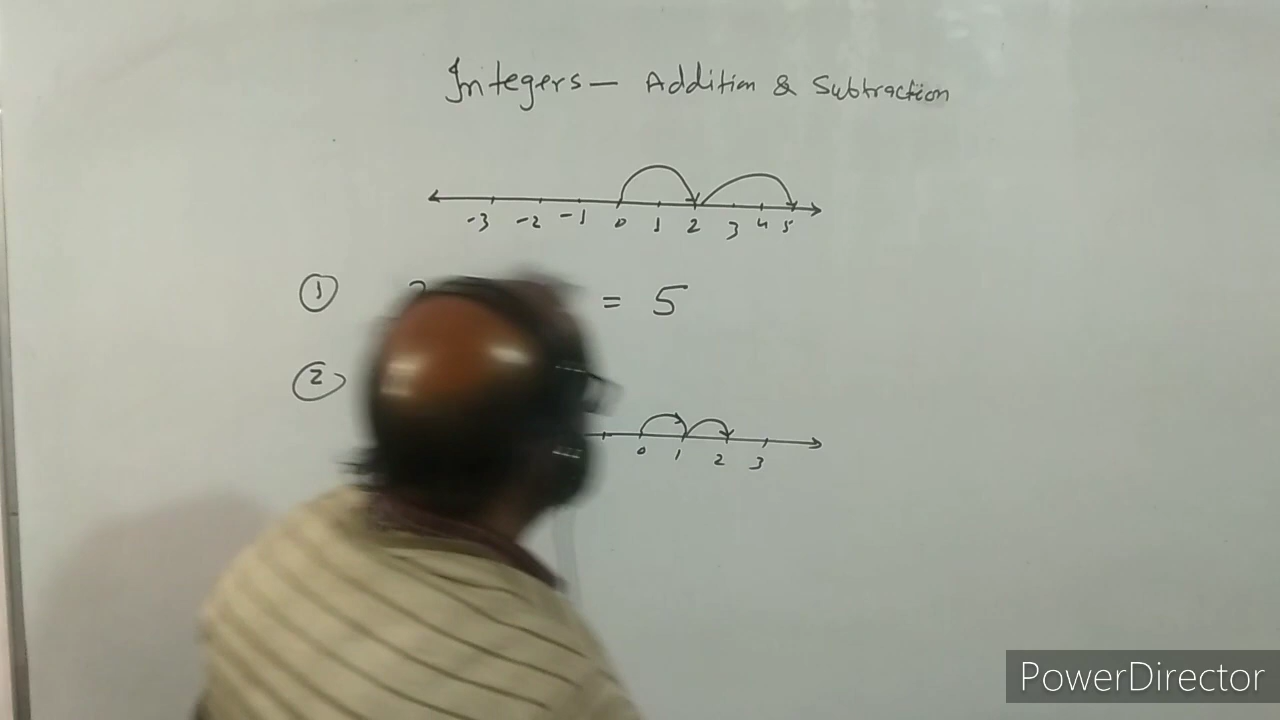 Integers — Addition & Subtraction
-3 -2 -1 0 1 2 3 4 5
① = 5
②
0 1 2 3
PowerDirector